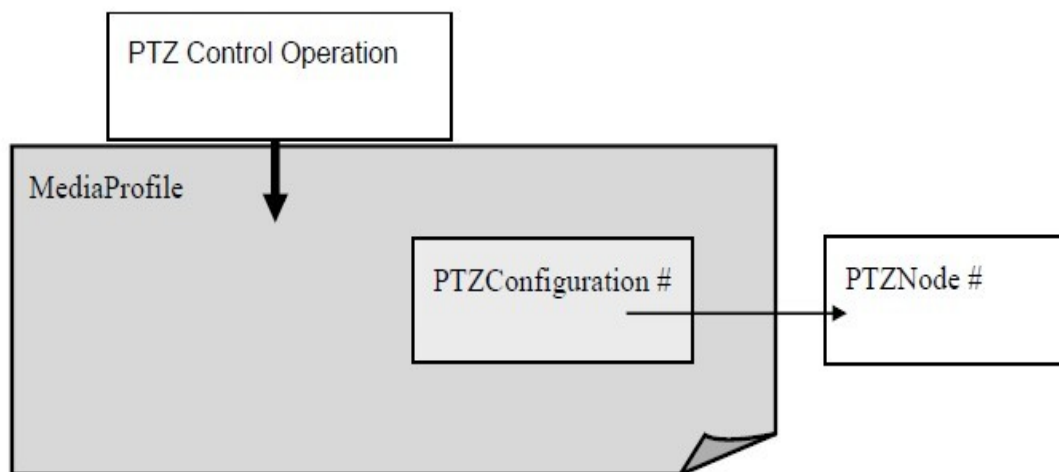 PTZ Control Operation
MediaProfile
PTZConfiguration #
PTZNode #